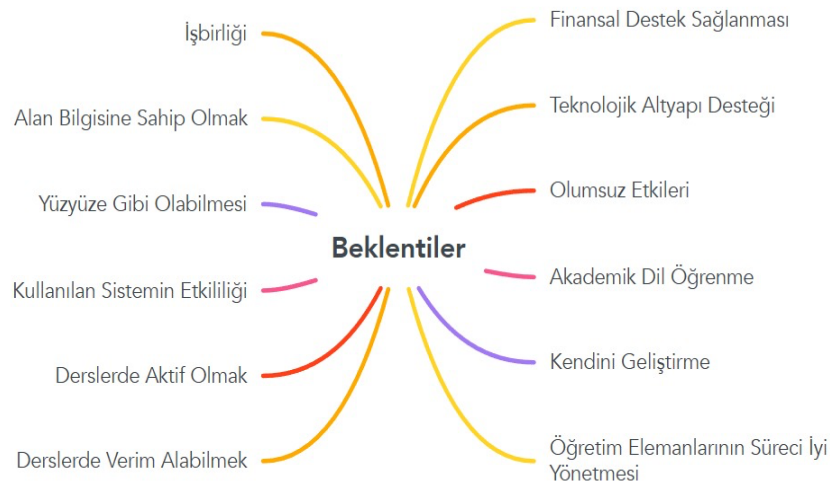 İşbirliği
Alan Bilgisine Sahip Olmak
Yüzyüze Gibi Olabilmesi
Kullanılan Sistemin Etkililiği
Derslerde Aktif Olmak
Derslerde Verim Alabilmek
Beklentiler
Finansal Destek Sağlanması
Teknolojik Altyapı Desteği
Olumsuz Etkileri
Akademik Dil Öğrenme
Kendini Geliştirme
Öğretim Elemanlarının Süreci İyi
Yönetmesi